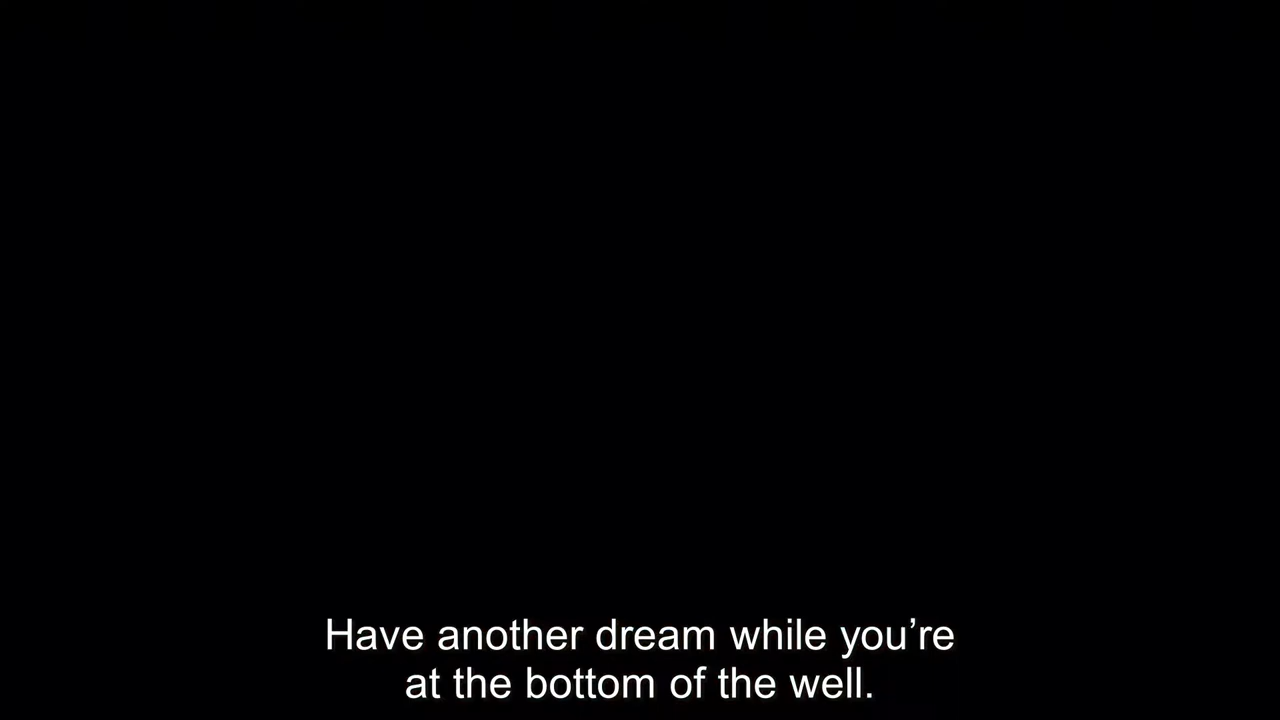 Have another dream while you’re
at the bottom of the well.